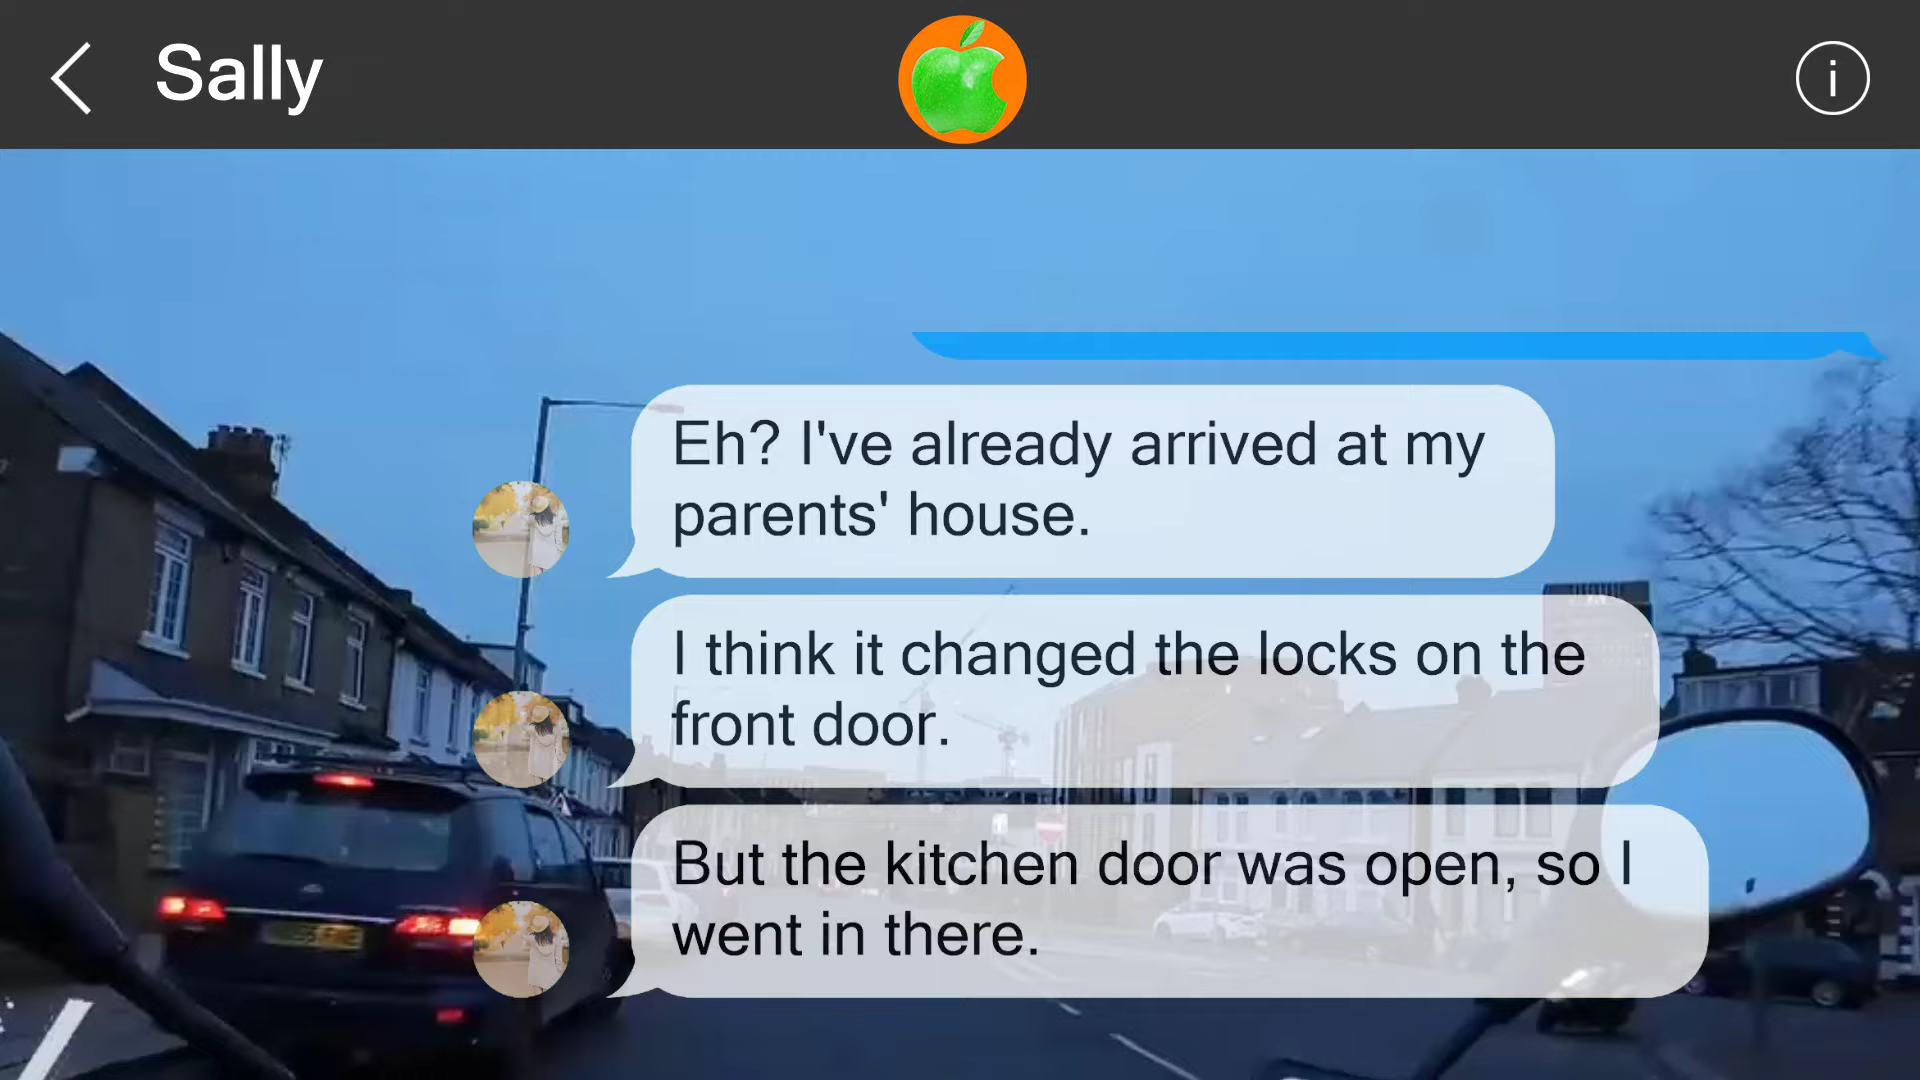 Sally
Eh? I've already arrived at my
parents' house.
I think it changed the locks on the
front door.
But the kitchen door was open, so I
went in there.